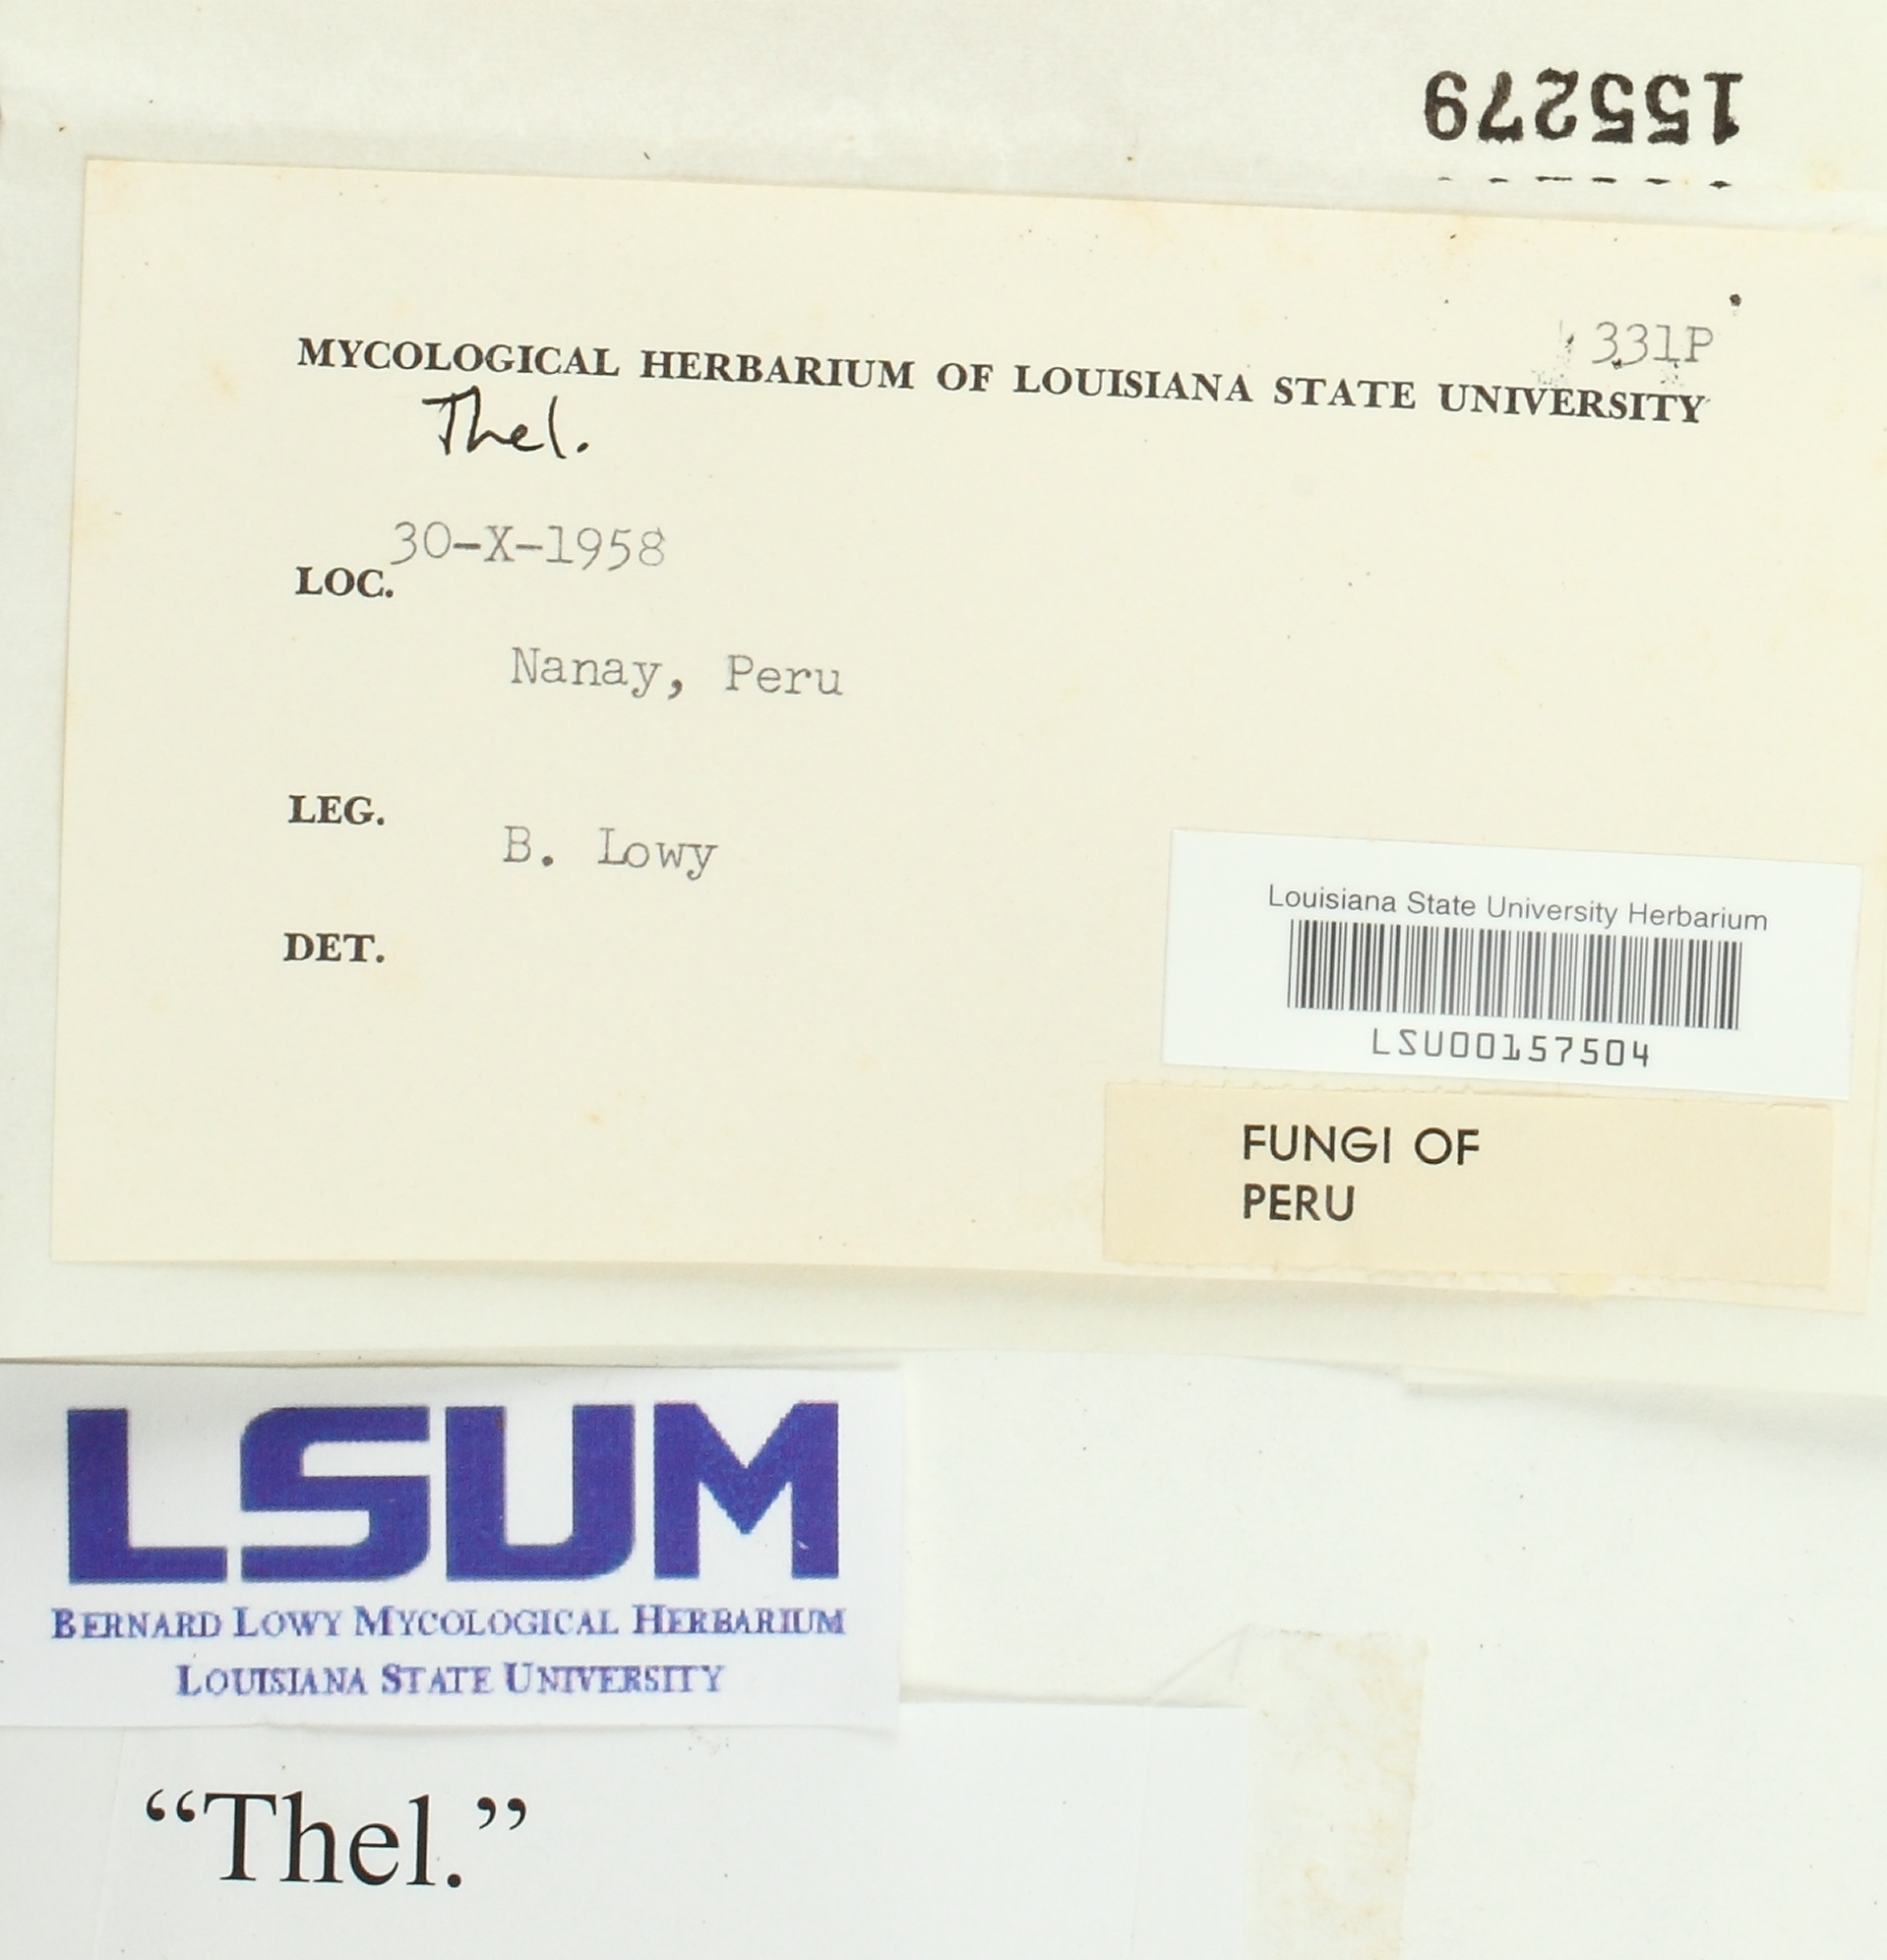 155279
331P
MYCOLOGICAL HERBARIUM OF LOUISIANA STATE UNIVERSITY
Thel.
30-X-1958
LOC.
Nanay, Peru
LEG.
B. Lowy
DET.
Louisiana State University Herbarium
LSU00157504
FUNGI OF
PERU
LSUM
BERNARD LOWY MYCOLOGICAL HERBARIUM
LOUISIANA STATE UNIVERSITY
“Thel.”